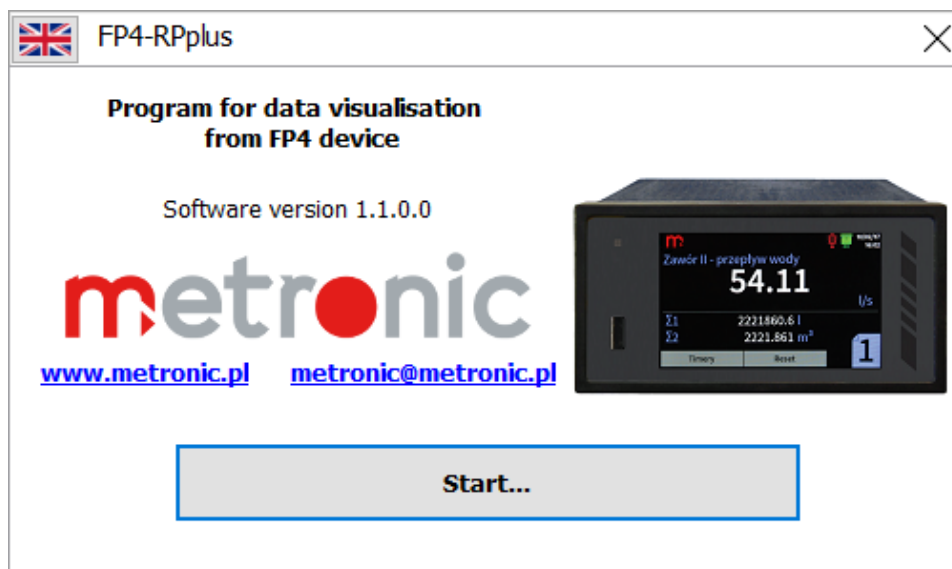 FP4-RPplus
Program for data visualisation
from FP4 device
Software version 1.1.0.0
metronic
www.metronic.pl metronic@metronic.pl
m
Zawór II - przepływ wody
54.11
l/s
Σ1 2221860.6 l
Σ2 2221.861 m³
Timery Reset
1
Start...